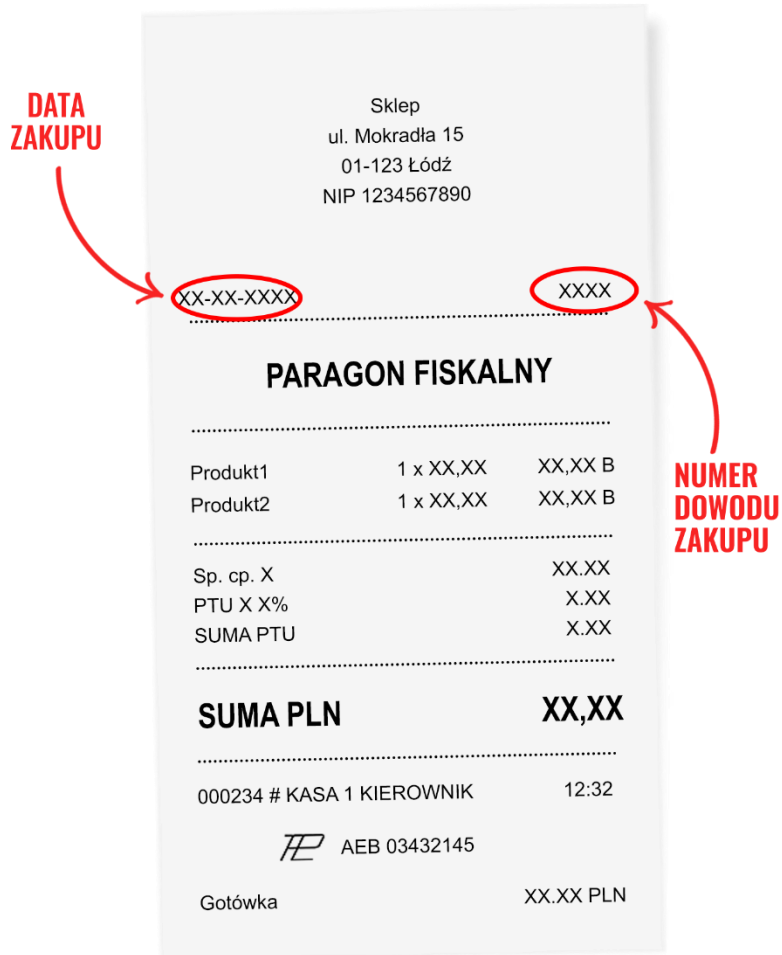 DATA
ZAKUPU
Sklep
ul. Mokradła 15
01-123 Łódź
NIP 1234567890
XX-XX-XXXX XXXX
PARAGON FISKALNY
Produkt1 1 x XX,XX XX,XX B
Produkt2 1 x XX,XX XX,XX B
NUMER
DOWODU
ZAKUPU
Sp. cp. X XX.XX
PTU X X% X.XX
SUMA PTU X.XX
SUMA PLN XX,XX
000234 # KASA 1 KIEROWNIK 12:32
AEB 03432145
Gotówka XX.XX PLN